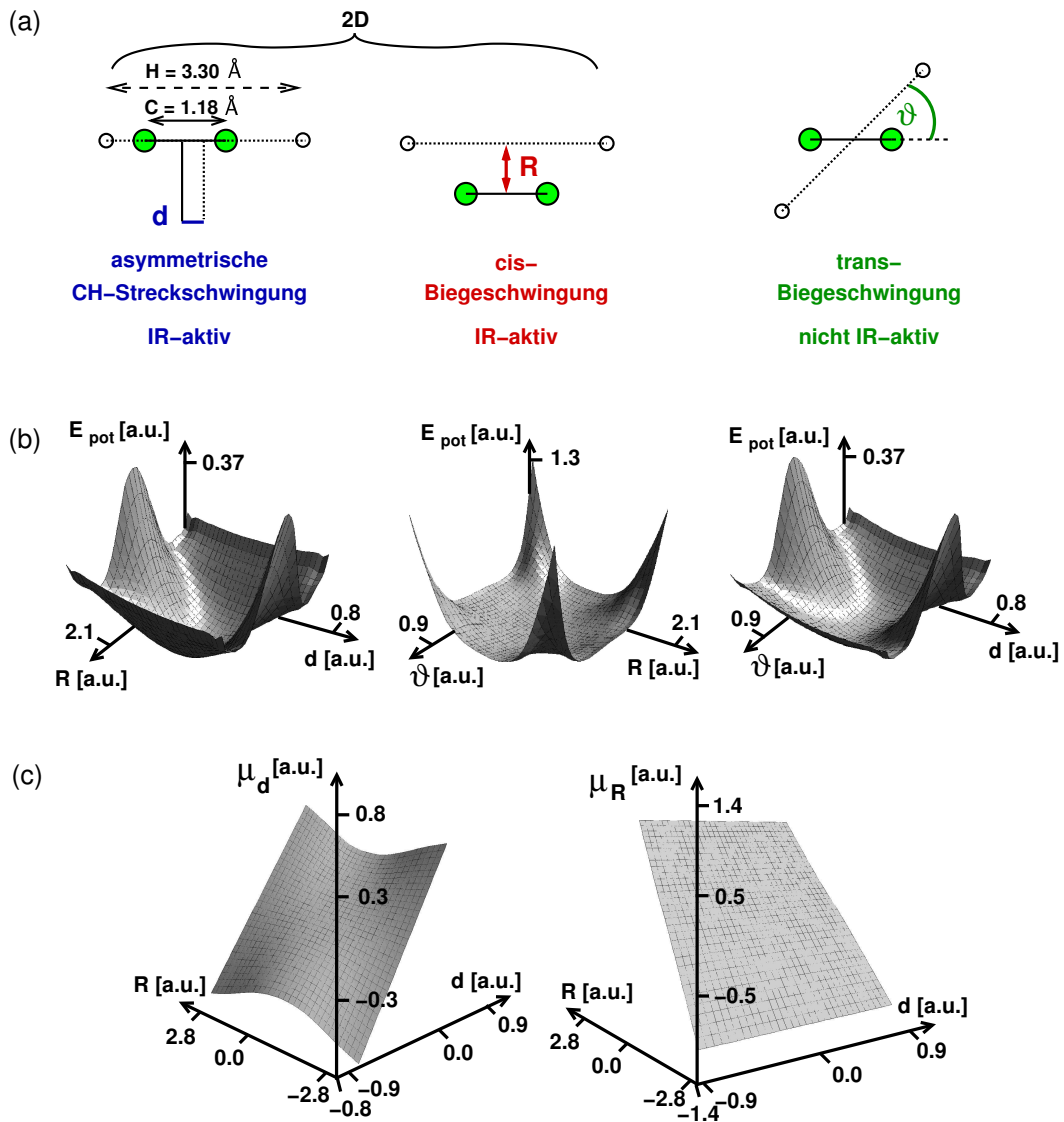 (a)
2D
H = 3.30 Å
C = 1.18 Å
d
R
ϑ
asymmetrische
CH−Streckschwingung
IR−aktiv
cis−
Biegeschwingung
IR−aktiv
trans−
Biegeschwingung
nicht IR−aktiv
(b)
E pot [a.u.]
0.37
2.1
R [a.u.]
0.8
d [a.u.]
E pot [a.u.]
1.3
0.9
ϑ [a.u.]
2.1
R [a.u.]
E pot [a.u.]
0.37
0.9
ϑ [a.u.]
0.8
d [a.u.]
(c)
μd [a.u.]
0.8
0.3
−0.3
R [a.u.]
2.8
0.0
−2.8
−0.8
−0.9
0.0
0.9
d [a.u.]
μR [a.u.]
1.4
0.5
−0.5
R [a.u.]
2.8
0.0
−2.8
−1.4
−0.9
0.0
0.9
d [a.u.]